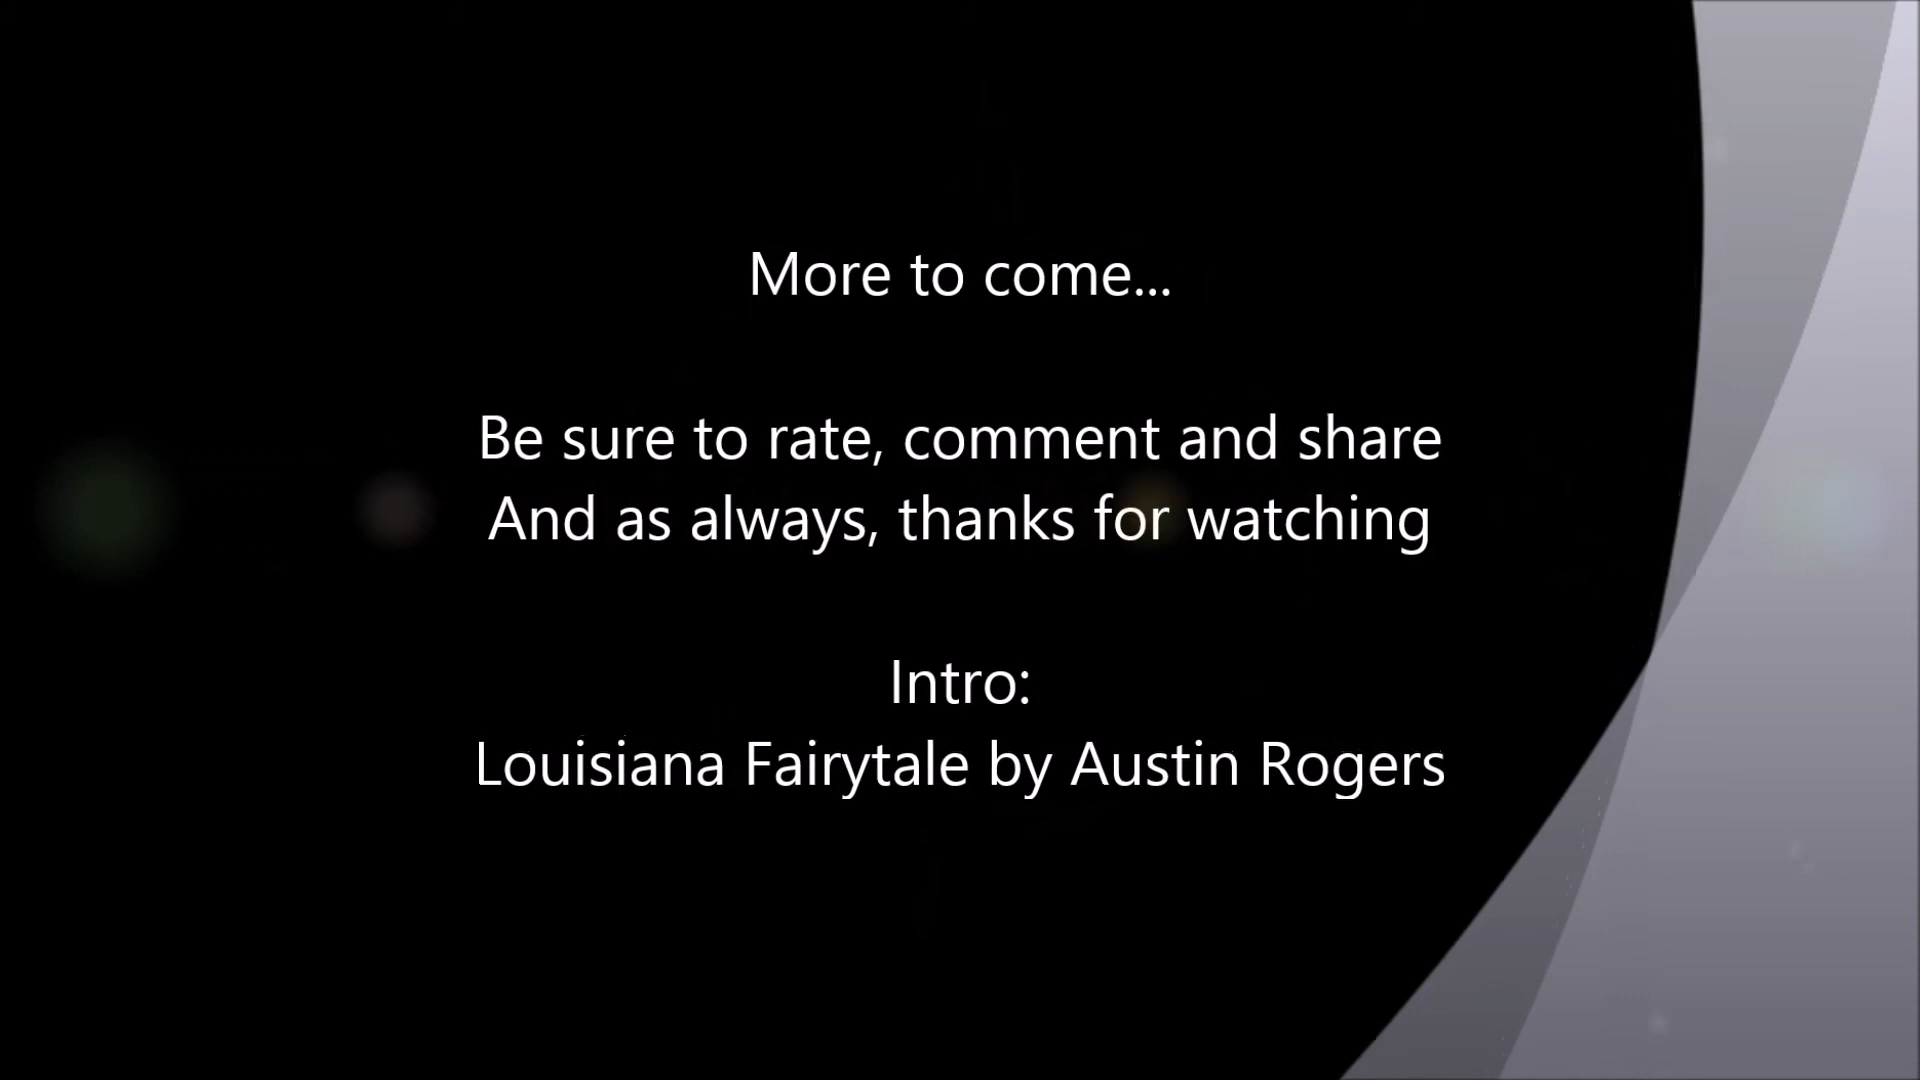 More to come...
Be sure to rate, comment and share
And as always, thanks for watching
Intro:
Louisiana Fairytale by Austin Rogers